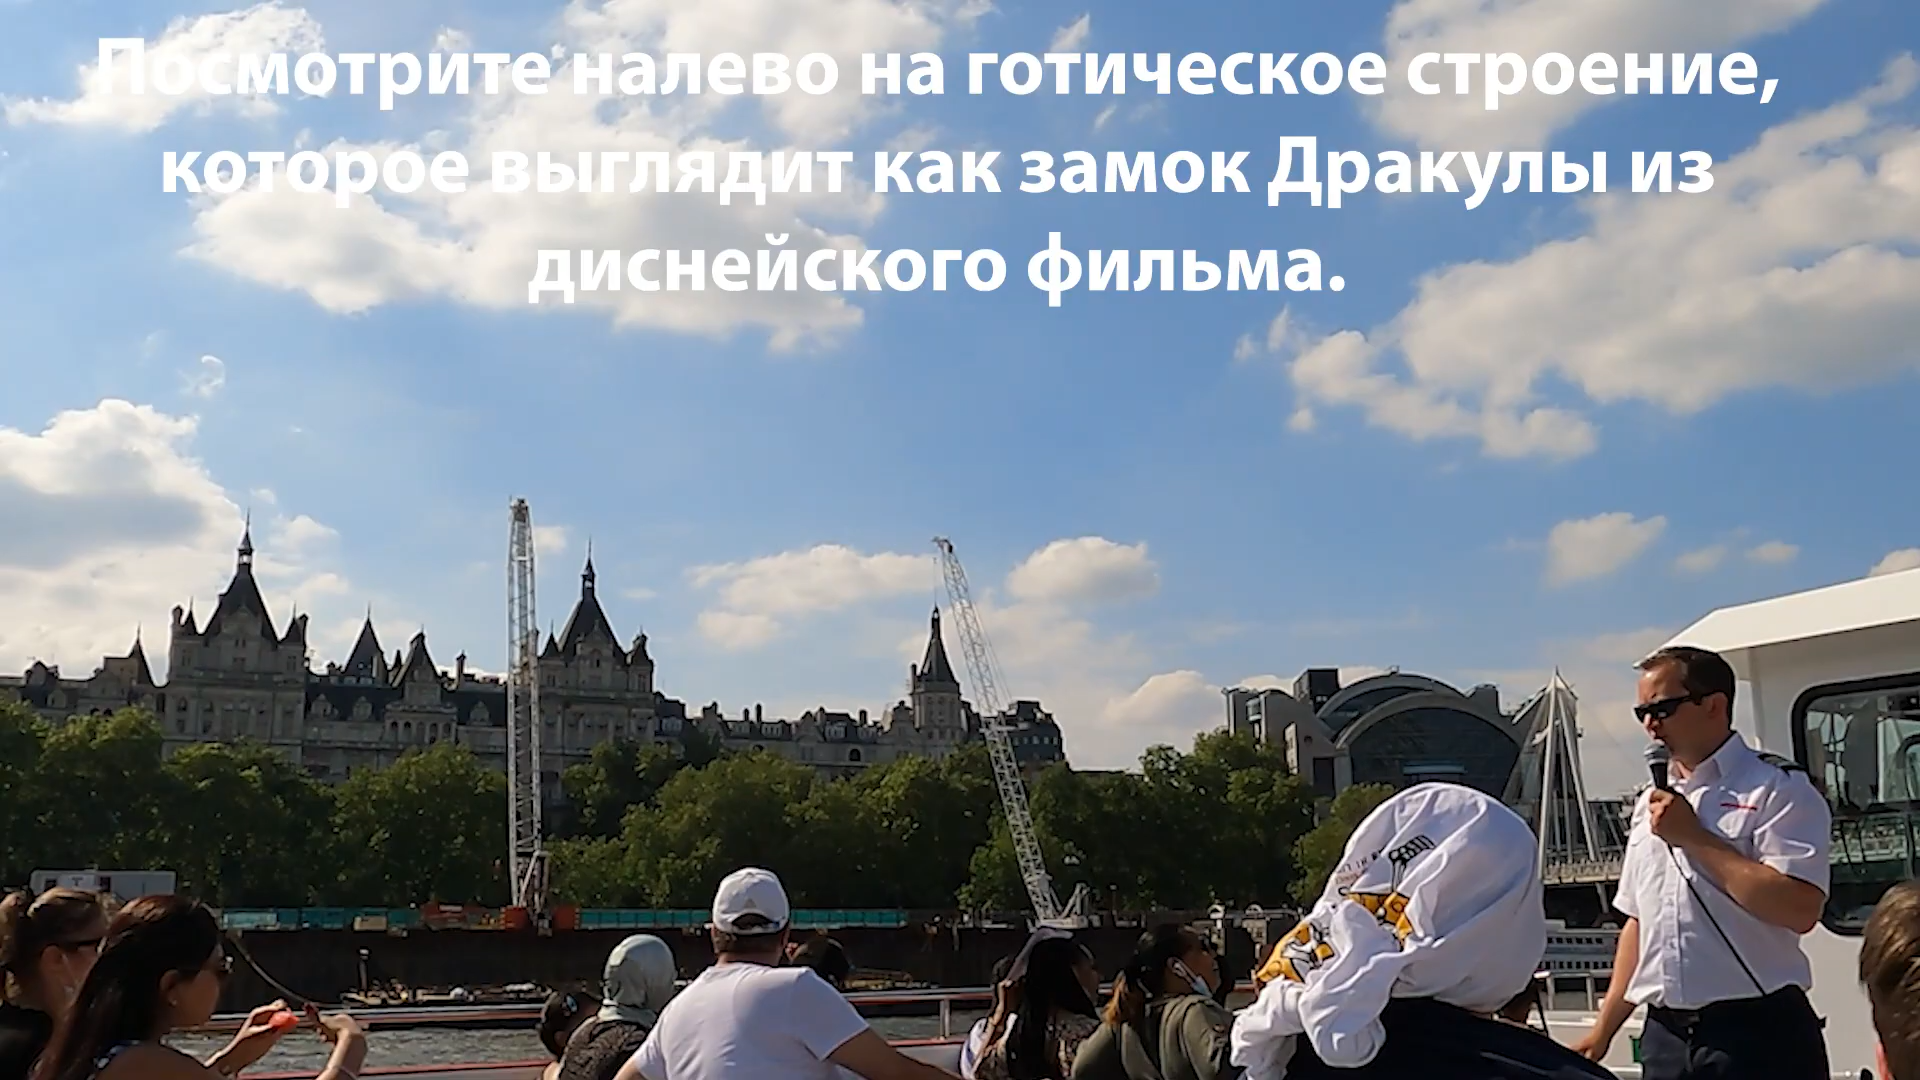 Посмотрите налево на готическое строение,
которое выглядит как замок Дракулы из
диснейского фильма.